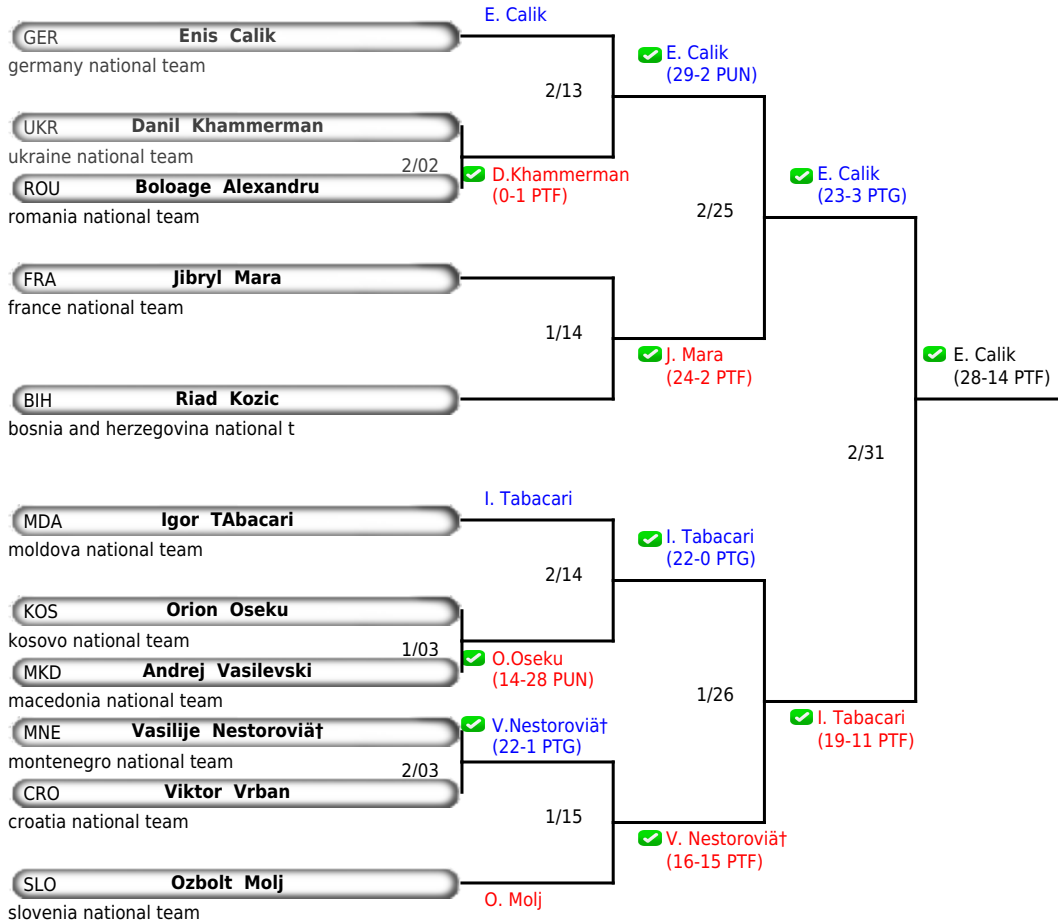 E. Calik
GER Enis Calik
germany national team
E. Calik
(29-2 PUN)
2/13
UKR Danil Khammerman
ukraine national team
2/02
D.Khammerman
(0-1 PTF)
ROU Boloage Alexandru
romania national team
E. Calik
(23-3 PTG)
2/25
FRA Jibryl Mara
france national team
1/14
J. Mara
(24-2 PTF)
E. Calik
(28-14 PTF)
BIH Riad Kozic
bosnia and herzegovina national t
2/31
I. Tabacari
MDA Igor TAbacari
moldova national team
I. Tabacari
(22-0 PTG)
2/14
KOS Orion Oseku
kosovo national team
1/03
O.Oseku
(14-28 PUN)
MKD Andrej Vasilevski
macedonia national team
1/26
I. Tabacari
(19-11 PTF)
MNE Vasilije Nestoroviä†
montenegro national team
V.Nestoroviä†
(22-1 PTG)
2/03
CRO Viktor Vrban
croatia national team
1/15
V. Nestoroviä†
(16-15 PTF)
SLO Ozbolt Molj
slovenia national team
O. Molj